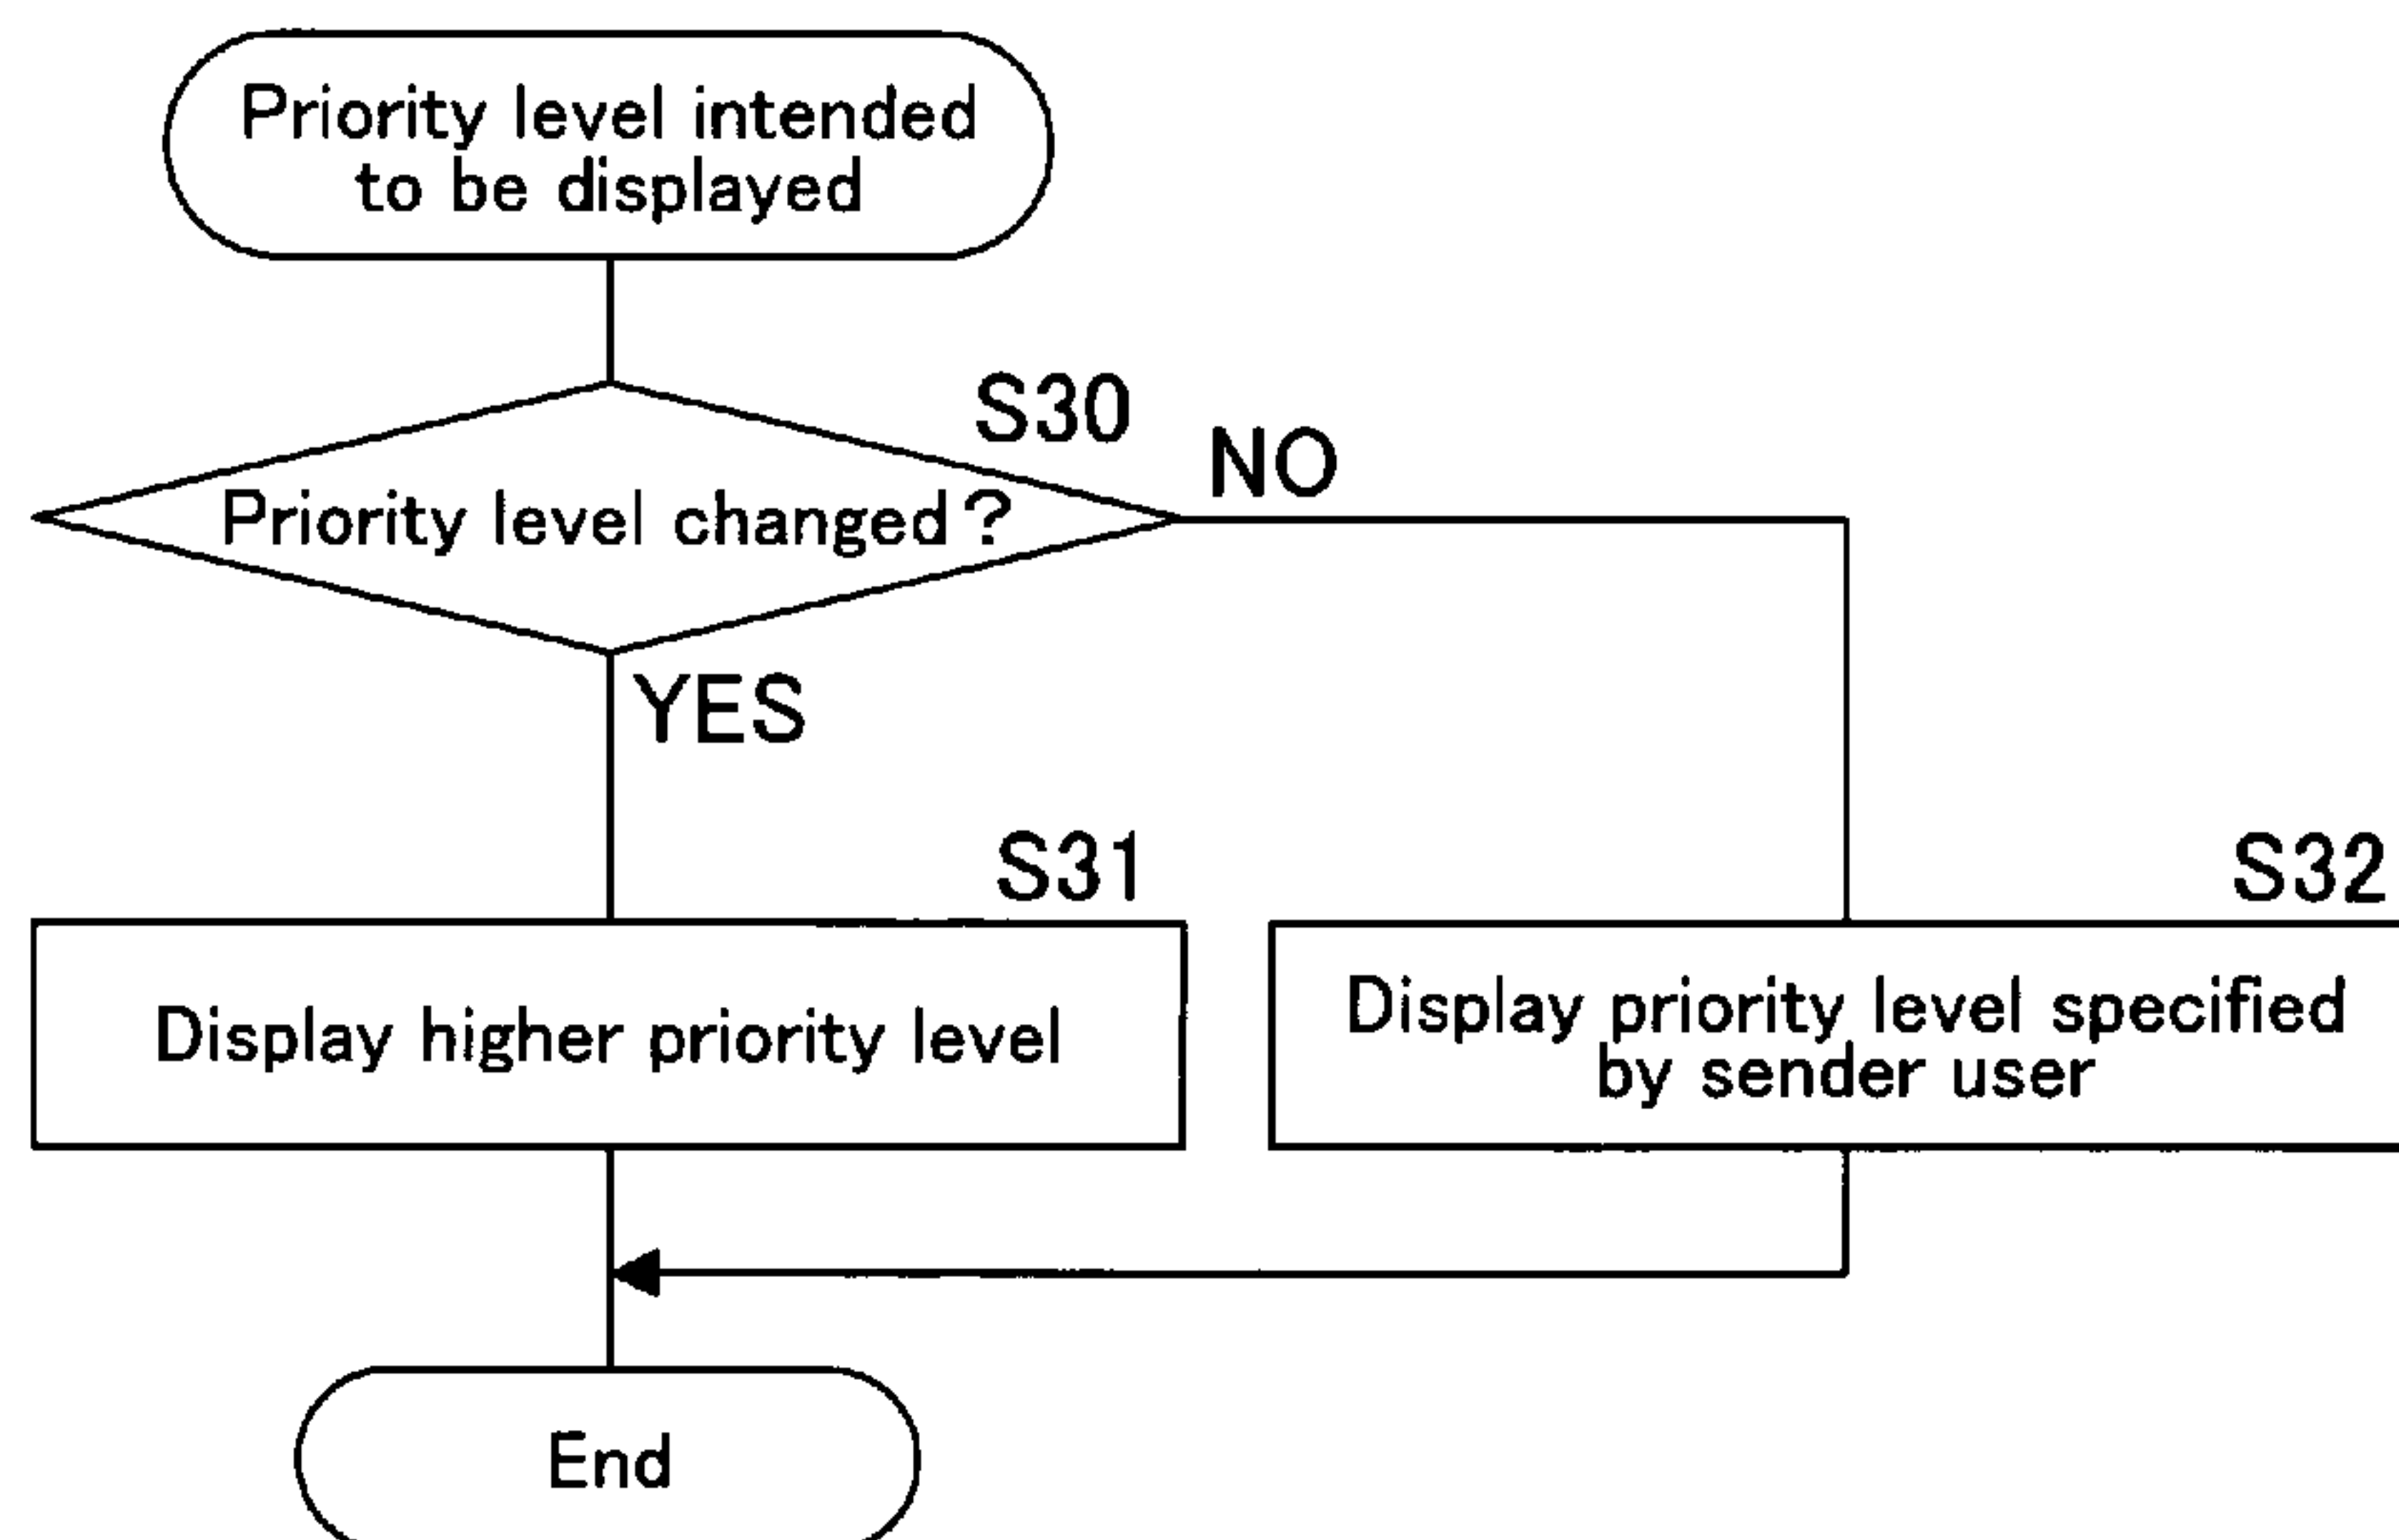 Priority level intended
to be displayed
S30
NO
Priority level changed?
YES
S31
S32
Display higher priority level
Display priority level specified
by sender user
End